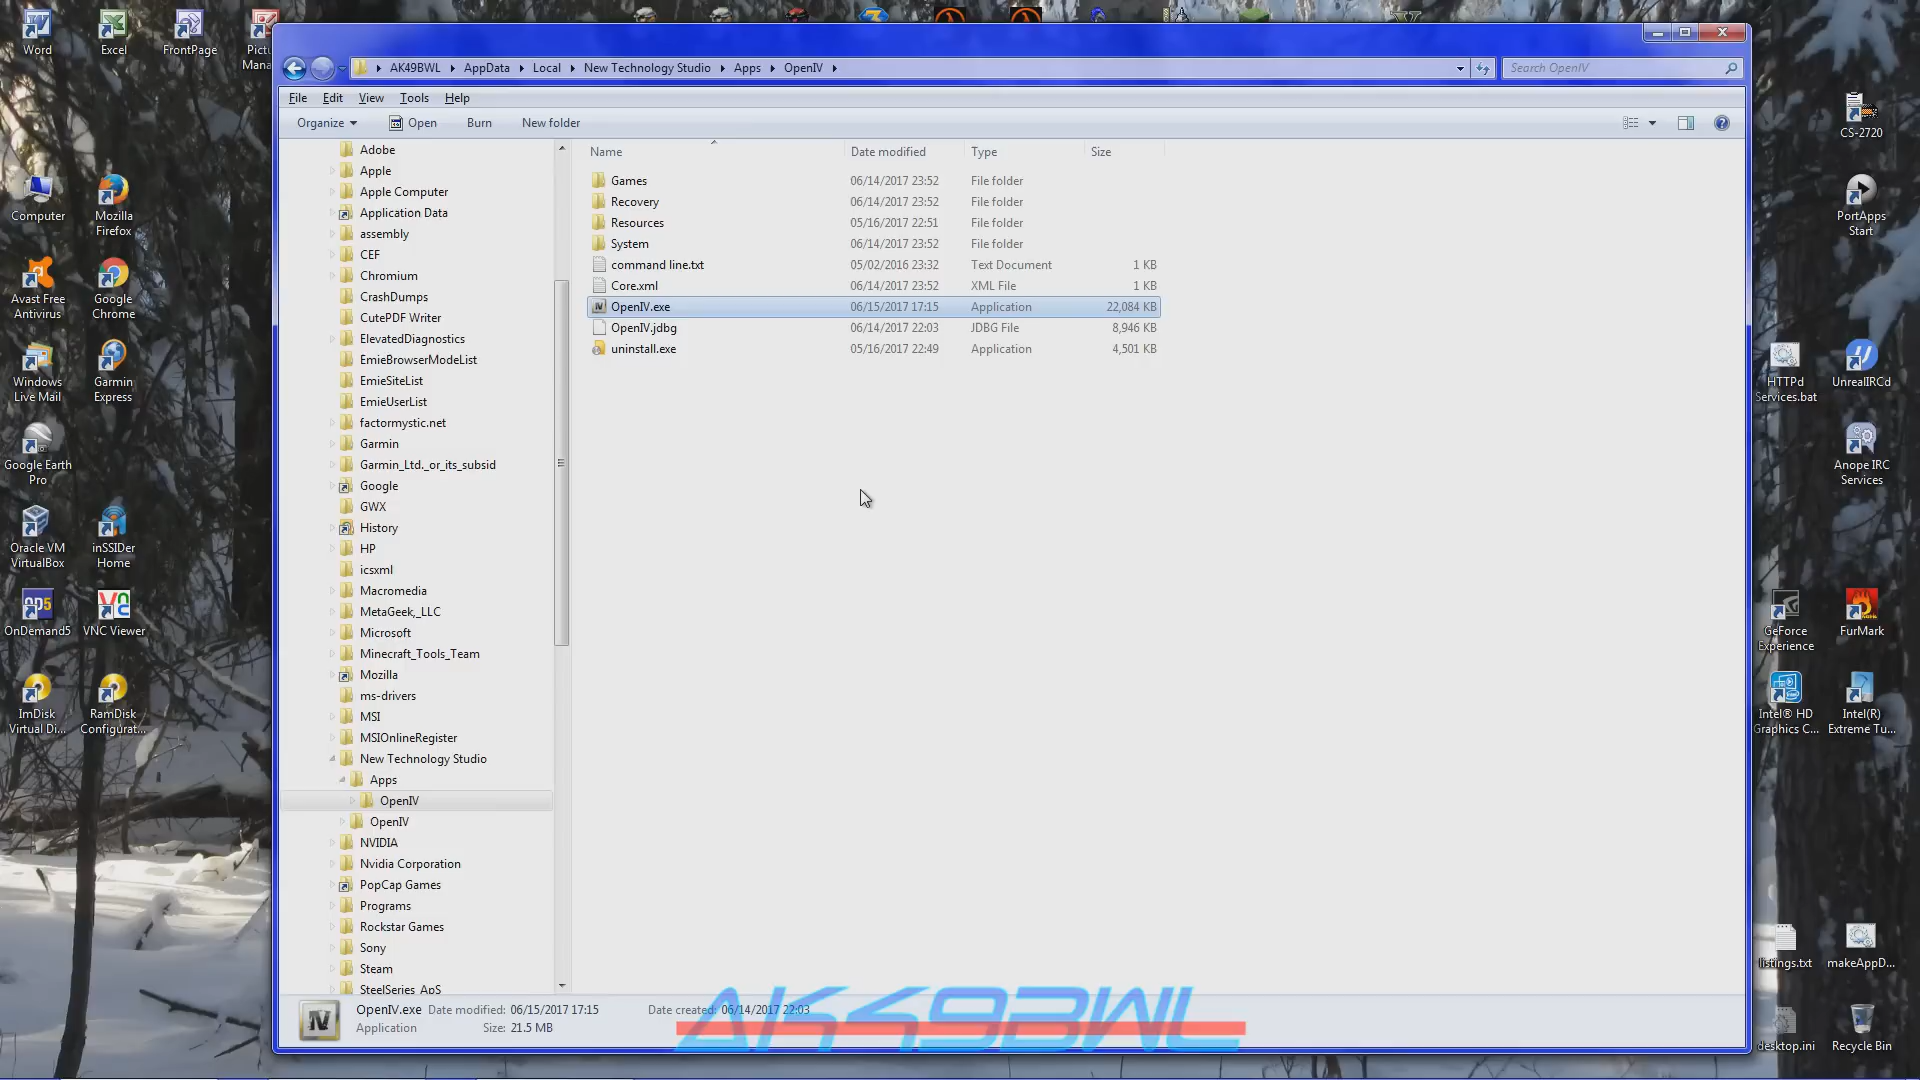 Word
Excel
FrontPage
AK49BWL
AppData
Local
New Technology Studio
Apps
OpenIV
Search OpenIV
File
Edit
View
Tools
Help
Organize
Open
Burn
New folder
Name
Date modified
Type
Size
Games 06/14/2017 23:52 File folder
Recovery 06/14/2017 23:52 File folder
Resources 05/16/2017 22:51 File folder
System 06/14/2017 23:52 File folder
command line.txt 05/02/2016 23:32 Text Document 1 KB
Core.xml 06/14/2017 23:52 XML File 1 KB
OpenIV.exe 06/15/2017 17:15 Application 22,084 KB
OpenIV.jdbg 06/14/2017 22:03 JDBG File 8,946 KB
uninstall.exe 05/16/2017 22:49 Application 4,501 KB
Adobe
Apple
Apple Computer
Application Data
assembly
CEF
Chromium
CrashDumps
CutePDF Writer
ElevatedDiagnostics
EmieBrowserModeList
EmieSiteList
EmieUserList
factormystic.net
Garmin
Garmin_Ltd._or_its_subsid
Google
GWX
History
HP
icsxml
Macromedia
MetaGeek,_LLC
Microsoft
Minecraft_Tools_Team
Mozilla
ms-drivers
MSI
MSIOnlineRegister
New Technology Studio
Apps
OpenIV
OpenIV
NVIDIA
Nvidia Corporation
PopCap Games
Programs
Rockstar Games
Sony
Steam
SteelSeries ApS
OpenIV.exe Date modified: 06/15/2017 17:15 Date created: 06/14/2017 22:03
Application Size: 21.5 MB
AK49BWL
Computer
Mozilla
Firefox
Avast Free
Antivirus
Google
Chrome
Windows
Live Mail
Garmin
Express
Google Earth
Pro
Oracle VM
VirtualBox
inSSIDer
Home
OnDemand5
VNC Viewer
ImDisk
Virtual Di...
RamDisk
Configurat...
CS-2720
PortApps
Start
HTTPd
Services.bat
UnrealIRCd
Anope IRC
Services
GeForce
Experience
FurMark
Intel® HD
Graphics C...
Intel(R)
Extreme Tu...
listings.txt
makeAppD...
desktop.ini
Recycle Bin